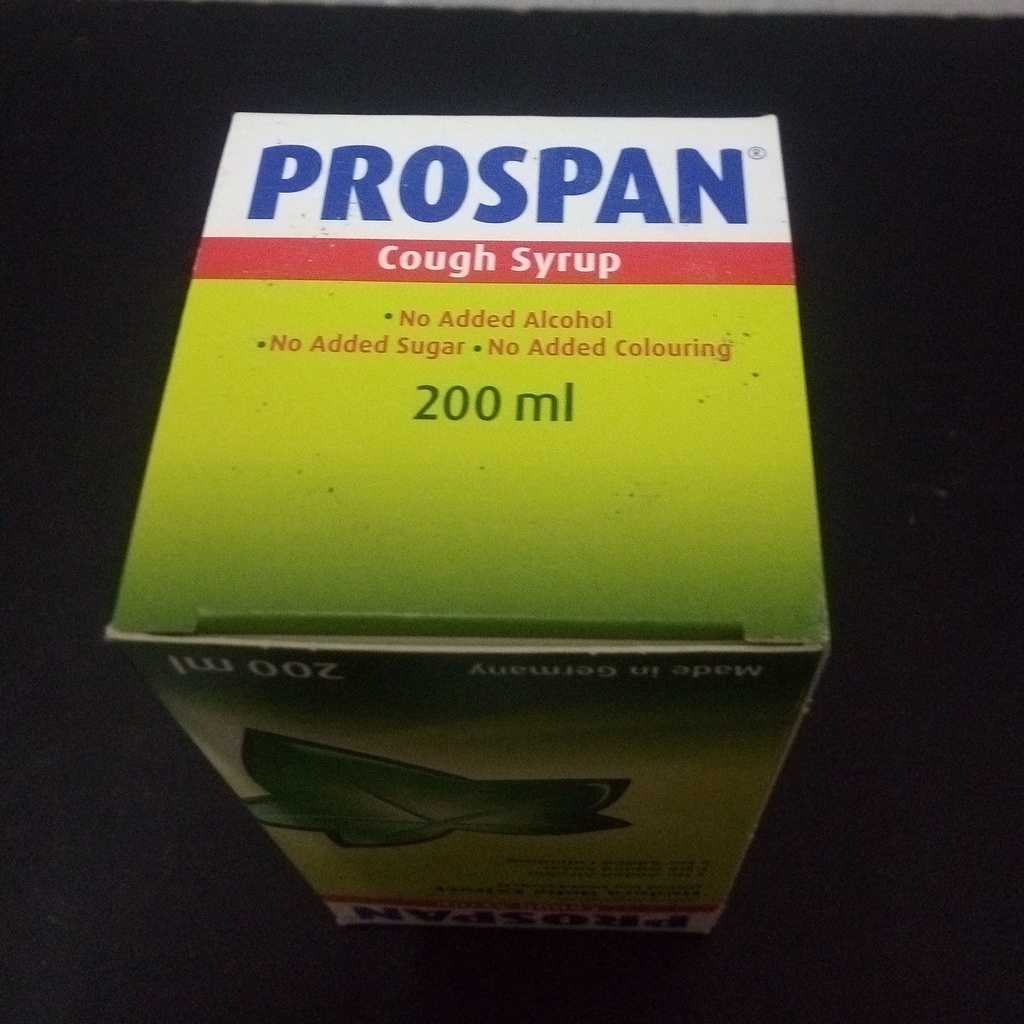 PROSPAN®
Cough Syrup
• No Added Alcohol
• No Added Sugar • No Added Colouring
200 ml
Made in Germany 200 ml
PROSPAN